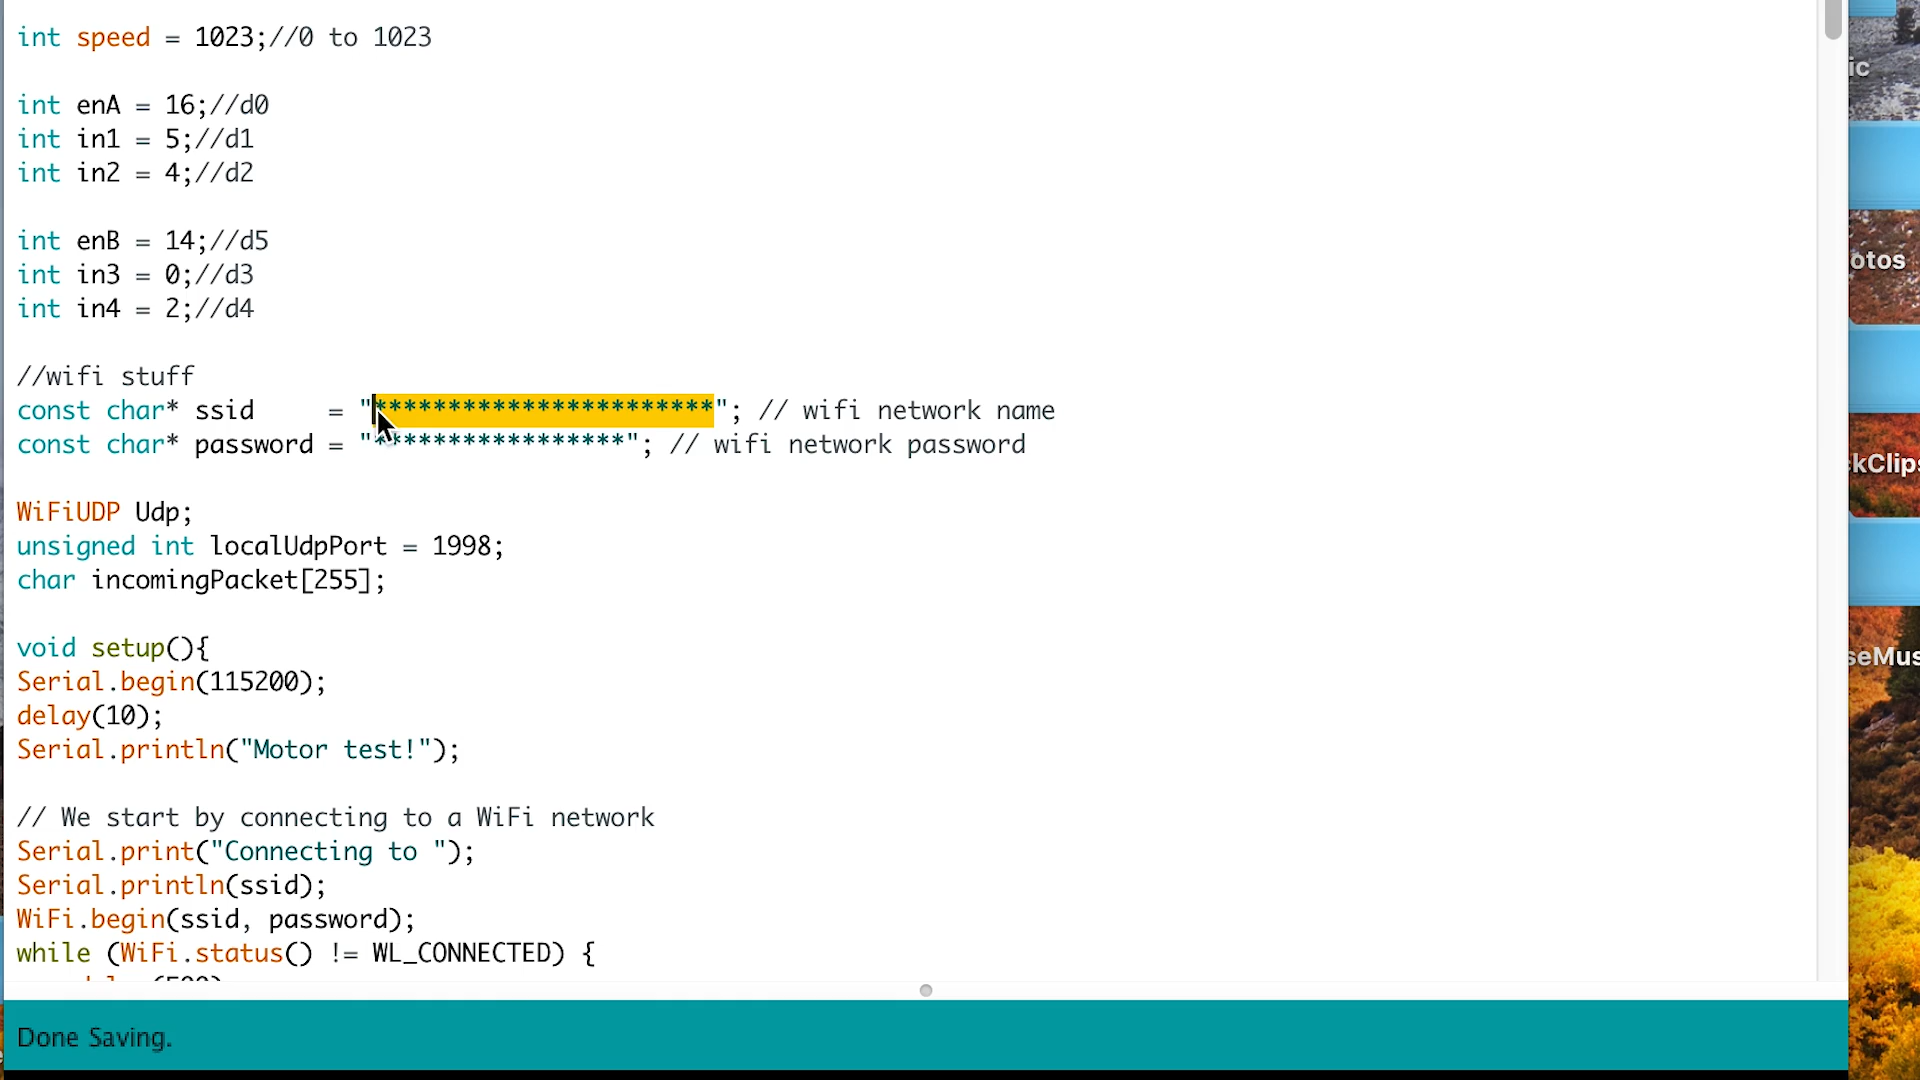 int speed = 1023;//0 to 1023
int enA = 16;//d0
int in1 = 5;//d1
int in2 = 4;//d2
int enB = 14;//d5
int in3 = 0;//d3
int in4 = 2;//d4
//wifi stuff
const char* ssid     = "***********************"; // wifi network name
const char* password = "*****************"; // wifi network password
WiFiUDP Udp;
unsigned int localUdpPort = 1998;
char incomingPacket[255];
void setup(){
Serial.begin(115200);
delay(10);
Serial.println("Motor test!");
// We start by connecting to a WiFi network
Serial.print("Connecting to ");
Serial.println(ssid);
WiFi.begin(ssid, password);
while (WiFi.status() != WL_CONNECTED) {
Done Saving.
ic
otos
kClips
seMus